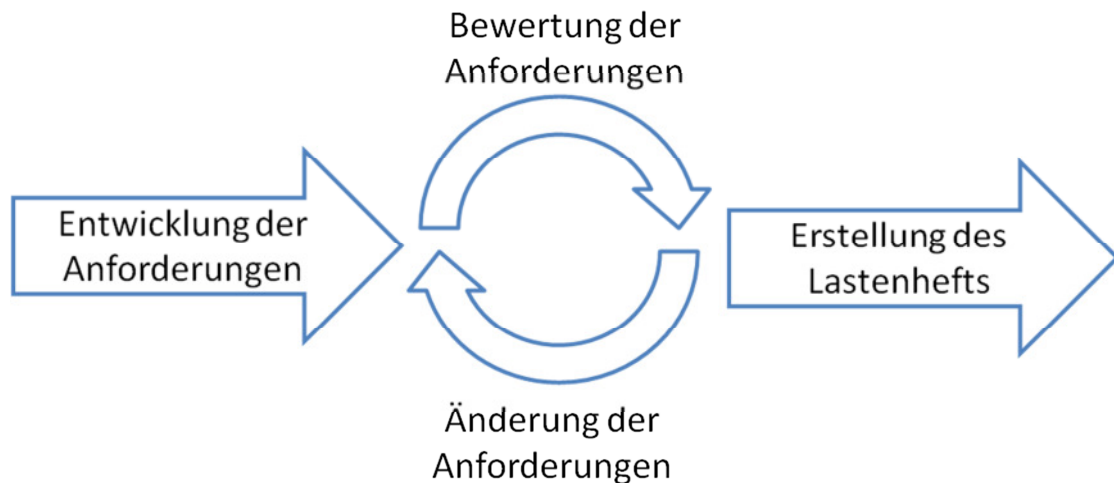 Bewertung der
Anforderungen
Entwicklung der
Anforderungen
Erstellung des
Lastenhefts
Änderung der
Anforderungen